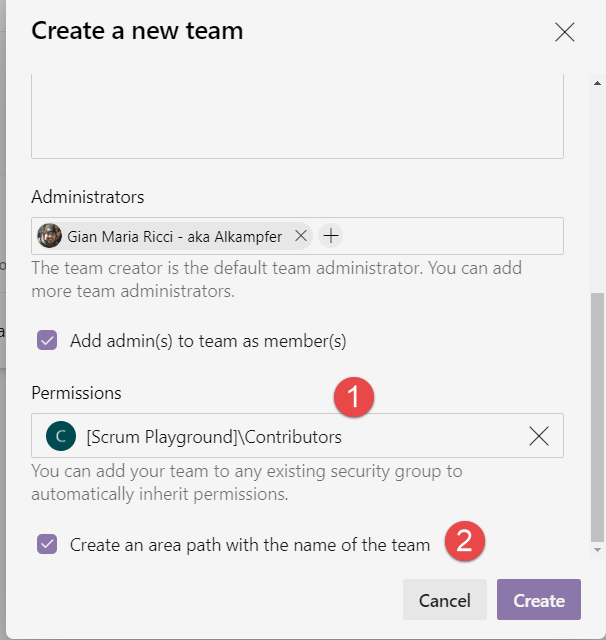 Create a new team
Administrators
Gian Maria Ricci - aka Alkampfer
The team creator is the default team administrator. You can add
more team administrators.
Add admin(s) to team as member(s)
Permissions
1
C
[Scrum Playground]\Contributors
You can add your team to any existing security group to
automatically inherit permissions.
Create an area path with the name of the team
2
Cancel
Create